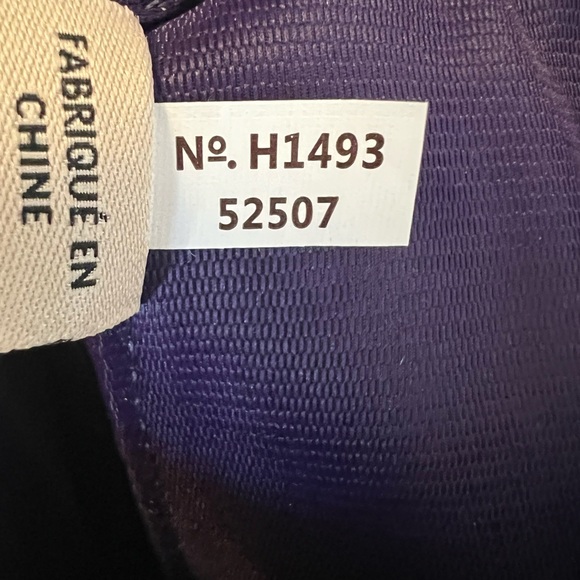 FABRIQUÉ EN
CHINE
Nº. H1493
52507